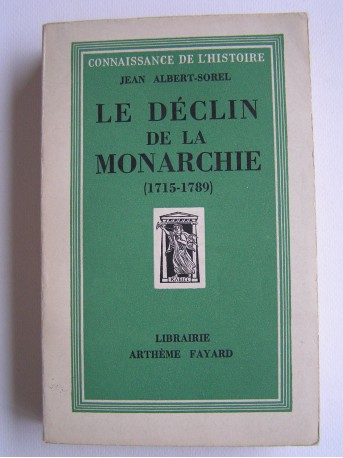 CONNAISSANCE DE L'HISTOIRE
JEAN ALBERT-SOREL
LE DÉCLIN
DE LA
MONARCHIE
(1715-1789)
LIBRAIRIE
ARTHÈME FAYARD